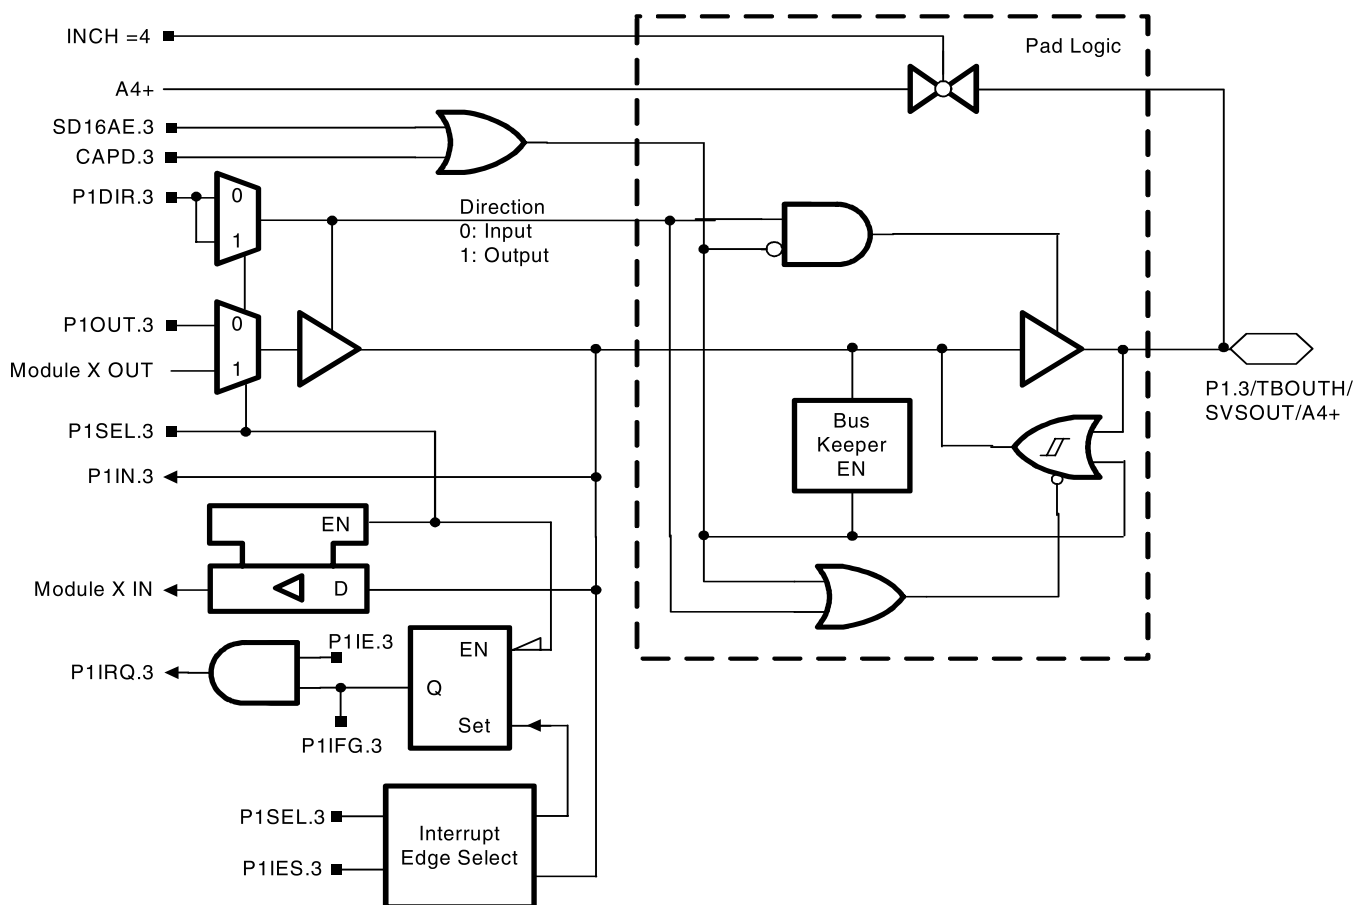 INCH =4
Pad Logic
A4+
SD16AE.3
CAPD.3
P1DIR.3
0
1
Direction
0: Input
1: Output
P1OUT.3
0
Module X OUT
1
P1.3/TBOUTH/
SVSOUT/A4+
P1SEL.3
Bus
Keeper
EN
P1IN.3
EN
Module X IN
D
P1IE.3
EN
P1IRQ.3
Q
Set
P1IFG.3
P1SEL.3
Interrupt
Edge Select
P1IES.3